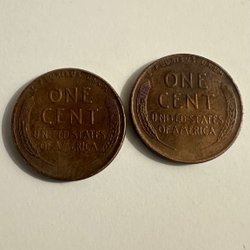 ONE
CENT
UNITED STATES
OF AMERICA
ONE
CENT
UNITED STATES
OF AMERICA